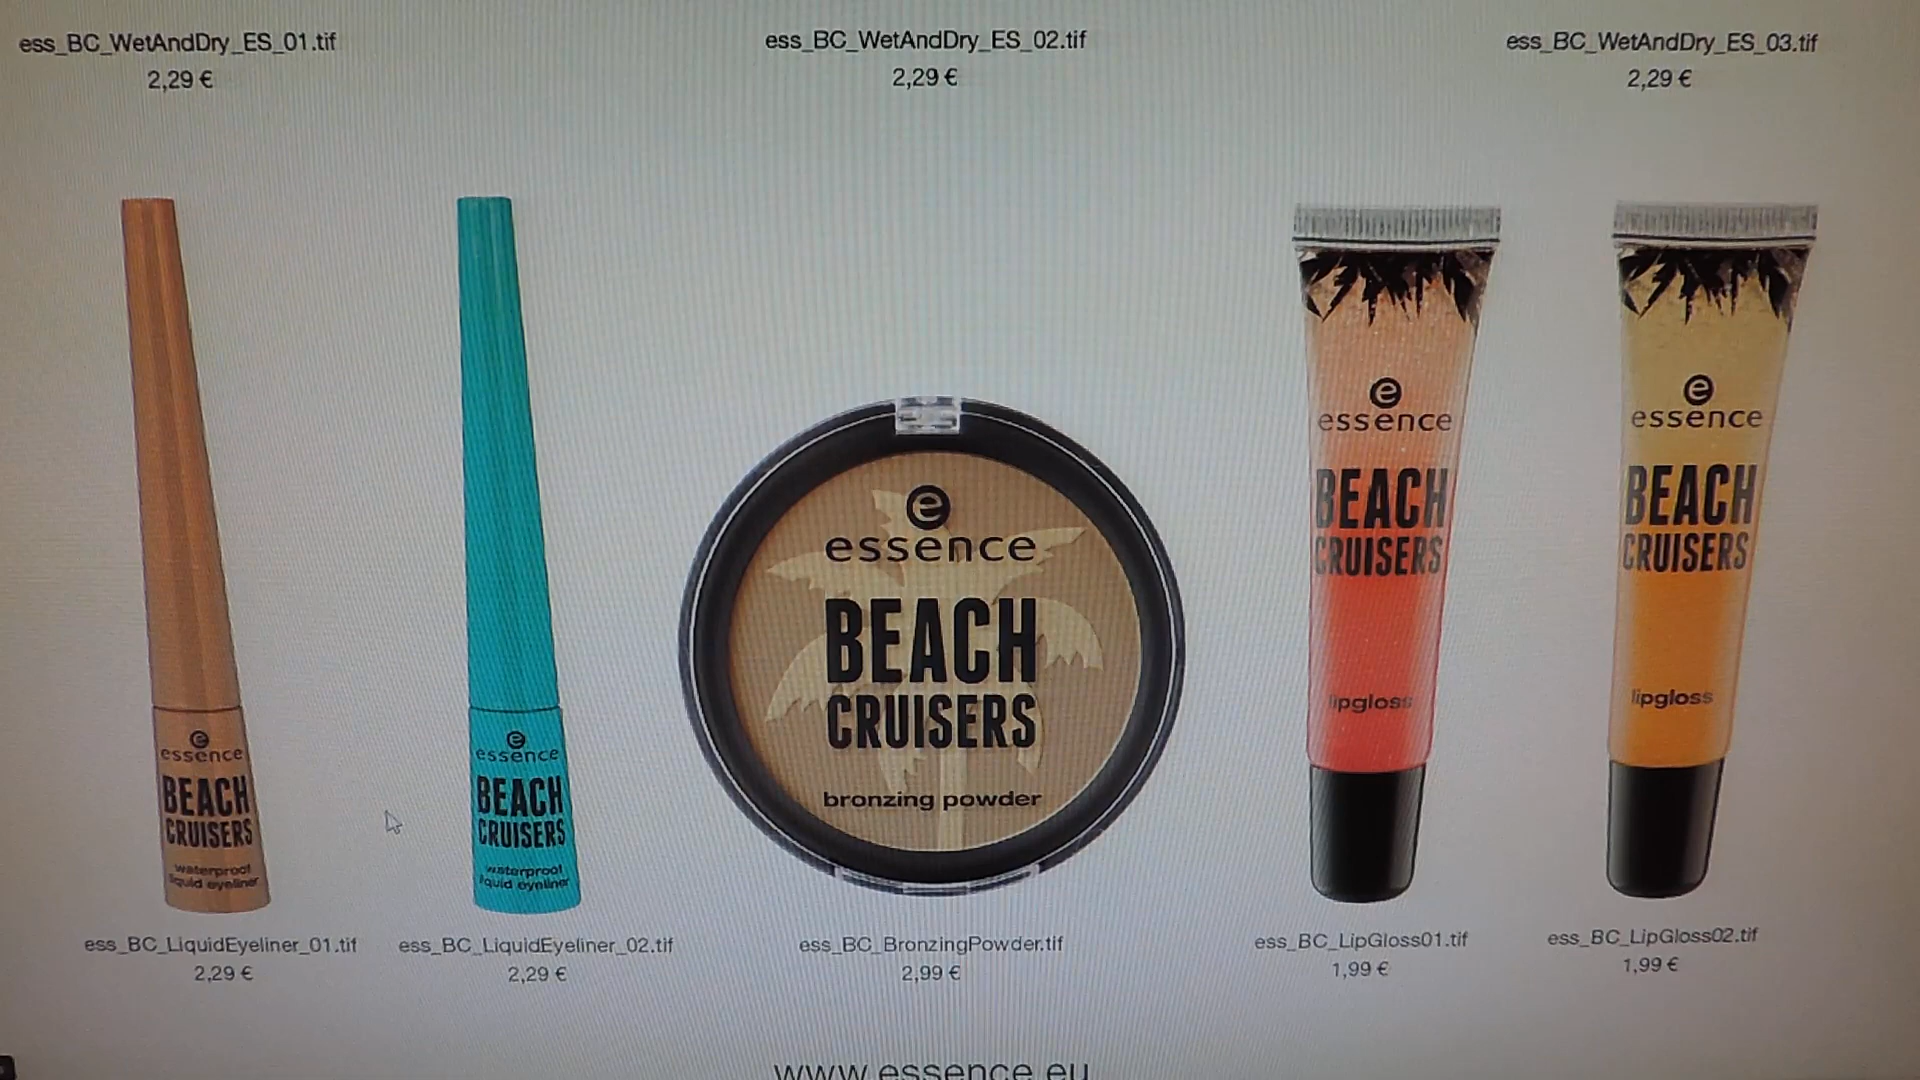 ess_BC_WetAndDry_ES_01.tif
2,29 €
ess_BC_WetAndDry_ES_02.tif
2,29 €
ess_BC_WetAndDry_ES_03.tif
2,29 €
essence
BEACH
CRUISERS
waterproof
liquid eyeliner
essence
BEACH
CRUISERS
waterproof
liquid eyeliner
e
essence
BEACH
CRUISERS
bronzing powder
e
essence
BEACH
CRUISERS
lipgloss
e
essence
BEACH
CRUISERS
lipgloss
ess_BC_LiquidEyeliner_01.tif
2,29 €
ess_BC_LiquidEyeliner_02.tif
2,29 €
ess_BC_BronzingPowder.tif
2,99 €
ess_BC_LipGloss01.tif
1,99 €
ess_BC_LipGloss02.tif
1,99 €
www.essence.eu